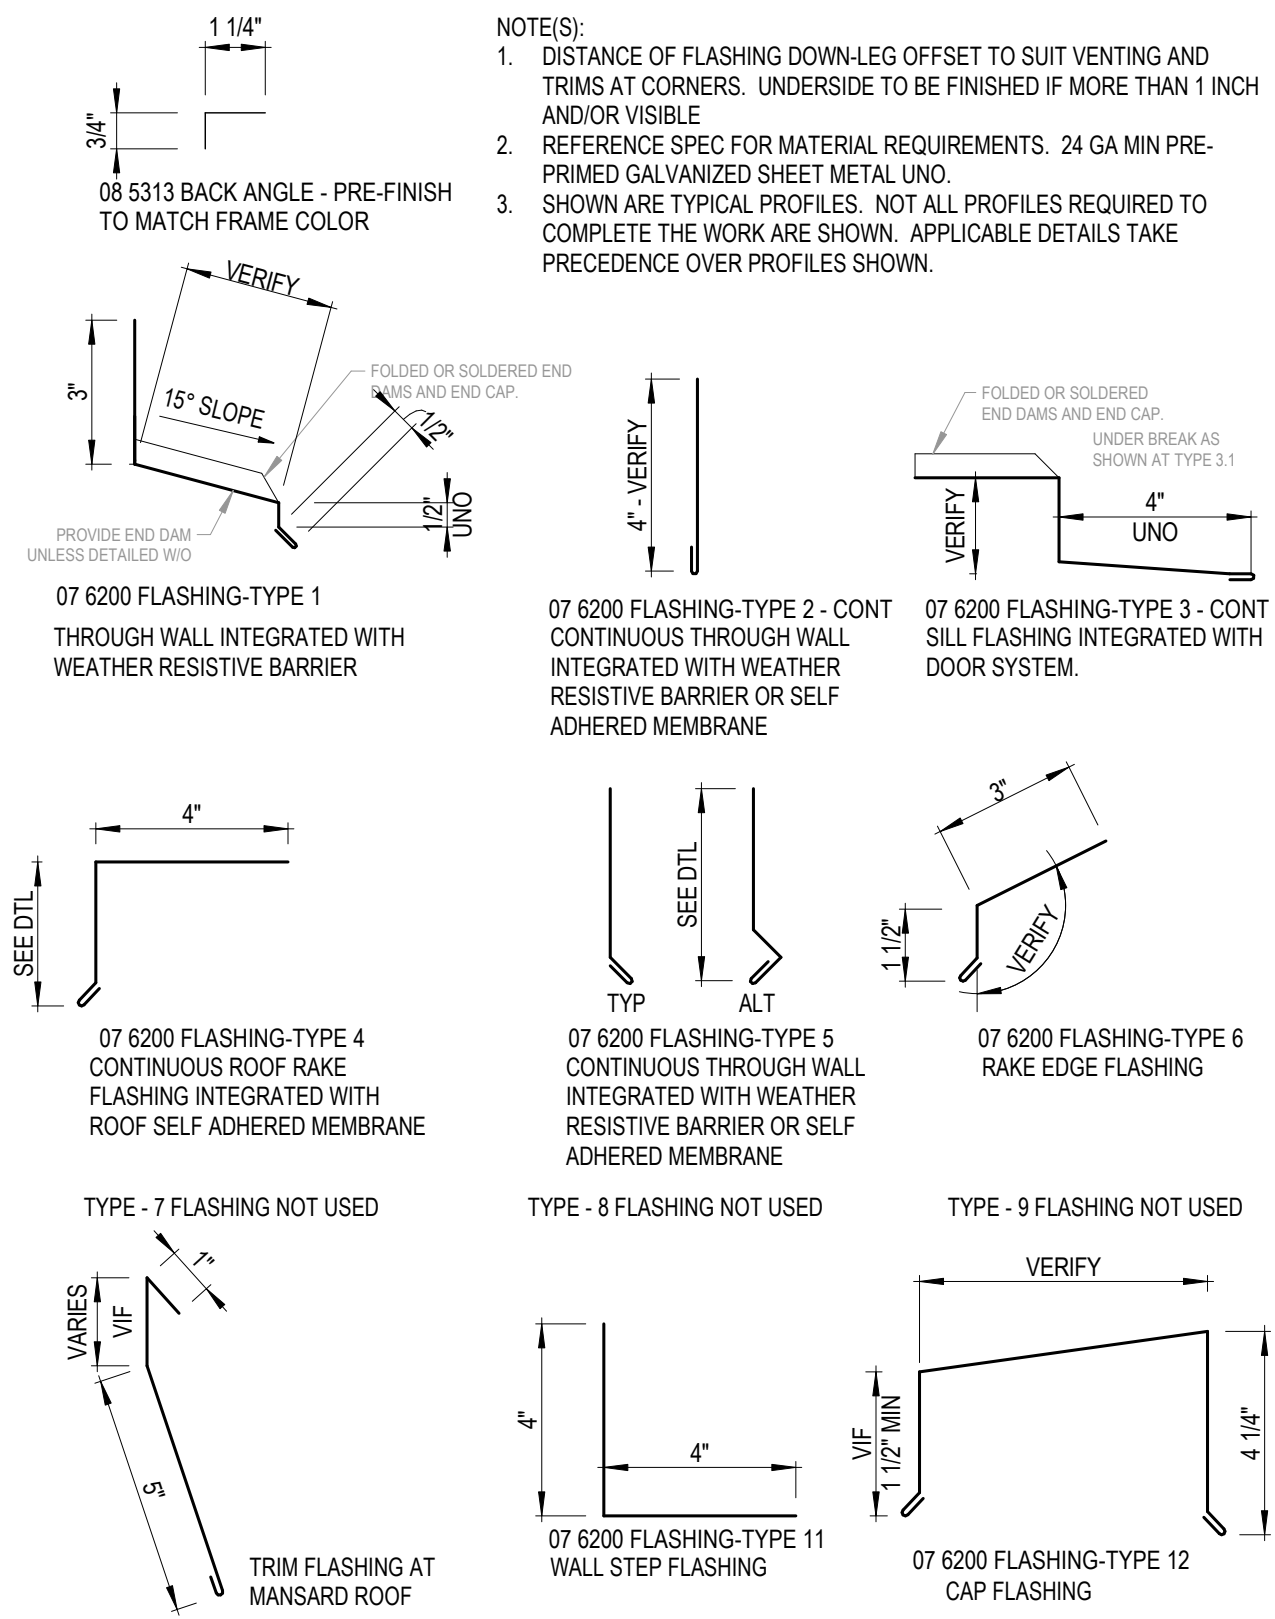 1 1/4"
3/4"
08 5313 BACK ANGLE - PRE-FINISH
TO MATCH FRAME COLOR
NOTE(S):
1. DISTANCE OF FLASHING DOWN-LEG OFFSET TO SUIT VENTING AND
TRIMS AT CORNERS. UNDERSIDE TO BE FINISHED IF MORE THAN 1 INCH
AND/OR VISIBLE
2. REFERENCE SPEC FOR MATERIAL REQUIREMENTS. 24 GA MIN PRE-
PRIMED GALVANIZED SHEET METAL UNO.
3. SHOWN ARE TYPICAL PROFILES. NOT ALL PROFILES REQUIRED TO
COMPLETE THE WORK ARE SHOWN. APPLICABLE DETAILS TAKE
PRECEDENCE OVER PROFILES SHOWN.
VERIFY
3"
15° SLOPE
FOLDED OR SOLDERED END
DAMS AND END CAP.
1/2"
1/2"
UNO
PROVIDE END DAM
UNLESS DETAILED W/O
07 6200 FLASHING-TYPE 1
THROUGH WALL INTEGRATED WITH
WEATHER RESISTIVE BARRIER
4" - VERIFY
07 6200 FLASHING-TYPE 2 - CONT
CONTINUOUS THROUGH WALL
INTEGRATED WITH WEATHER
RESISTIVE BARRIER OR SELF
ADHERED MEMBRANE
FOLDED OR SOLDERED
END DAMS AND END CAP.
UNDER BREAK AS
SHOWN AT TYPE 3.1
VERIFY
4"
UNO
07 6200 FLASHING-TYPE 3 - CONT
SILL FLASHING INTEGRATED WITH
DOOR SYSTEM.
4"
SEE DTL
07 6200 FLASHING-TYPE 4
CONTINUOUS ROOF RAKE
FLASHING INTEGRATED WITH
ROOF SELF ADHERED MEMBRANE
SEE DTL
TYP
ALT
07 6200 FLASHING-TYPE 5
CONTINUOUS THROUGH WALL
INTEGRATED WITH WEATHER
RESISTIVE BARRIER OR SELF
ADHERED MEMBRANE
3"
1 1/2"
VERIFY
07 6200 FLASHING-TYPE 6
RAKE EDGE FLASHING
TYPE - 7 FLASHING NOT USED
TYPE - 8 FLASHING NOT USED
TYPE - 9 FLASHING NOT USED
1"
VARIES
VIF
5"
TRIM FLASHING AT
MANSARD ROOF
4"
4"
07 6200 FLASHING-TYPE 11
WALL STEP FLASHING
VERIFY
VIF
1 1/2" MIN
4 1/4"
07 6200 FLASHING-TYPE 12
CAP FLASHING